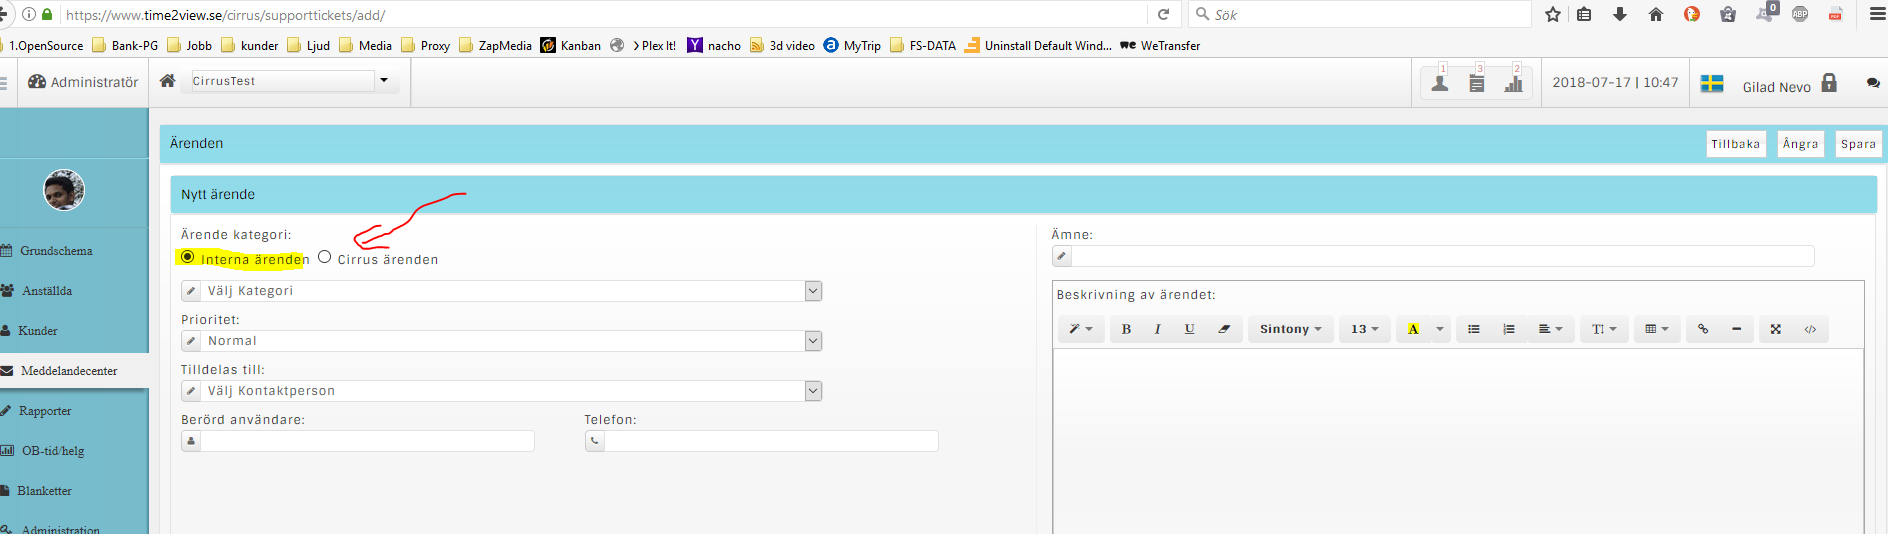 https://www.time2view.se/cirrus/supporttickets/add/
Sök
0
ABP
1.OpenSource Bank-PG Jobb kunder Ljud Media Proxy ZapMedia Kanban Plex It! nacho 3d video MyTrip FS-DATA Uninstall Default Wind... we WeTransfer
Administratör CirrusTest 1 3 2 2018-07-17 | 10:47 Gilad Nevo
Ärenden Tillbaka Ångra Spara
Nytt ärende
Grundschema
Anställda
Kunder
Meddelandecenter
Rapporter
OB-tid/helg
Blanketter
Administration
Ärende kategori:
Interna ärenden Cirrus ärenden
Välj Kategori
Prioritet:
Normal
Tilldelas till:
Välj Kontaktperson
Berörd användare: Telefon:
Ämne:
Beskrivning av ärendet:
B I U Sintony 13 A TI </>